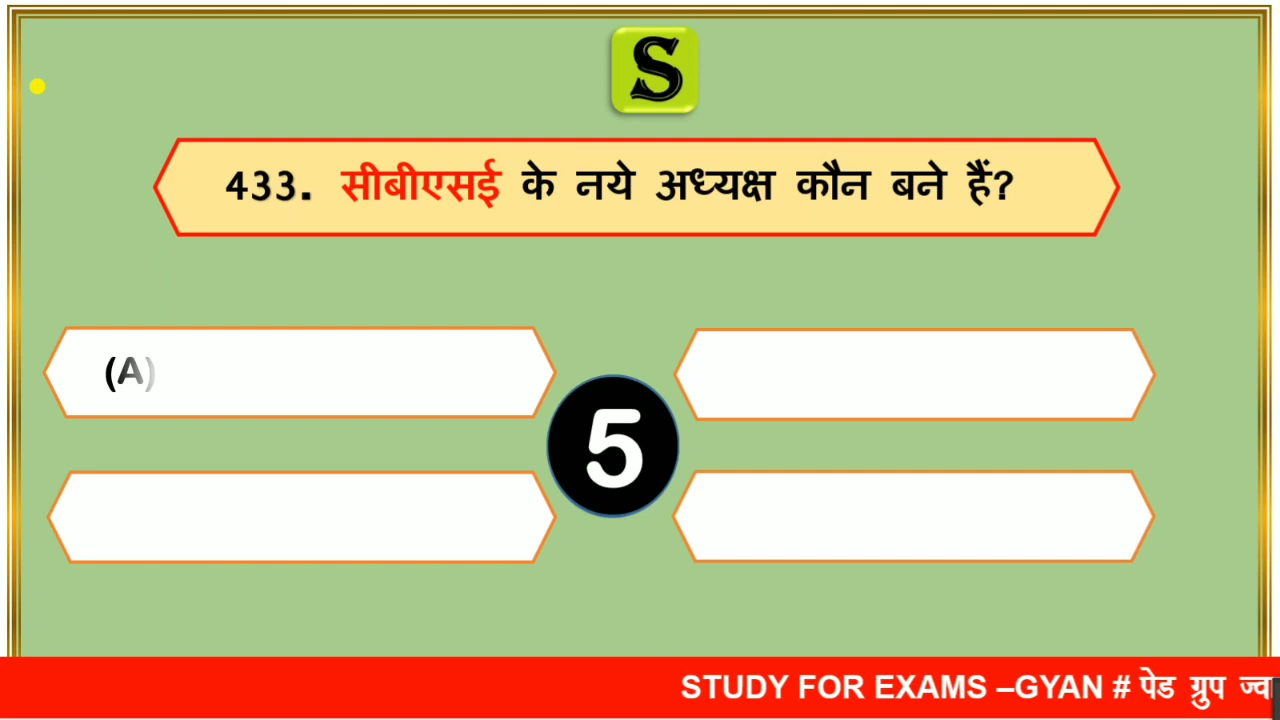 S
433. सीबीएसई के नये अध्यक्ष कौन बने हैं?
(A)
5
STUDY FOR EXAMS –GYAN # पेड ग्रुप